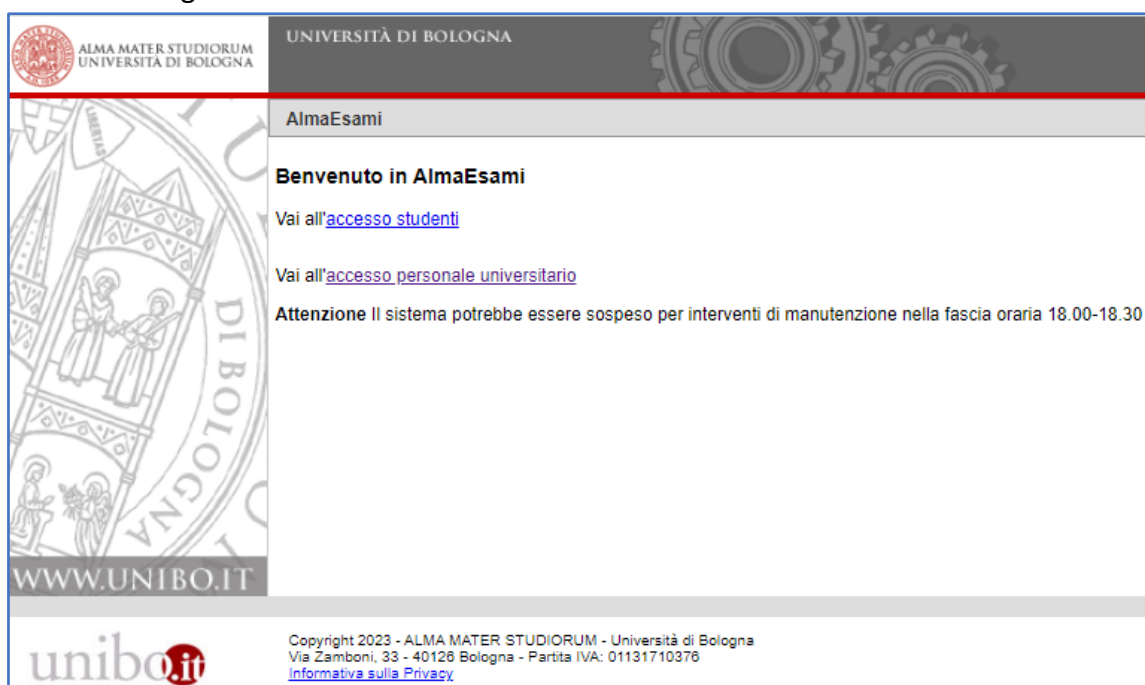 ALMA MATER STUDIORUM
UNIVERSITÀ DI BOLOGNA
UNIVERSITÀ DI BOLOGNA
AlmaEsami
LIBERTAS
DI BOLOGNA
Benvenuto in AlmaEsami
Vai all'accesso studenti
Vai all'accesso personale universitario
Attenzione Il sistema potrebbe essere sospeso per interventi di manutenzione nella fascia oraria 18.00-18.30
WWW.UNIBO.IT
unibo.it
Copyright 2023 - ALMA MATER STUDIORUM - Università di Bologna
Via Zamboni, 33 - 40126 Bologna - Partita IVA: 01131710376
Informativa sulla Privacy